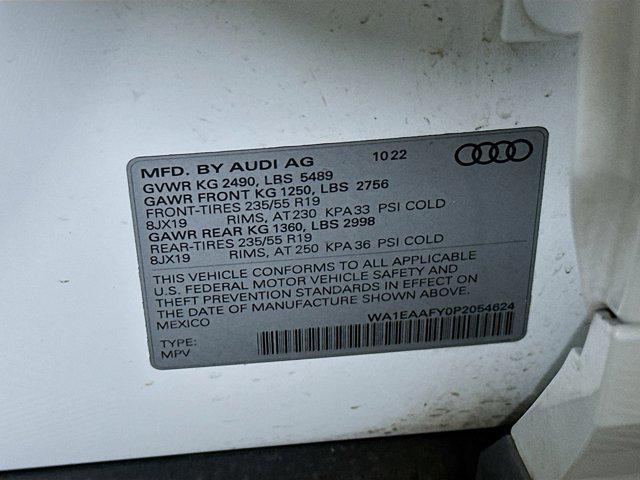 MFD. BY AUDI AG 10 22
GVWR KG 2490, LBS 5489
GAWR FRONT KG 1250, LBS 2756
FRONT-TIRES 235/55 R19
8JX19 RIMS, AT 230 KPA 33 PSI COLD
GAWR REAR KG 1360, LBS 2998
REAR-TIRES 235/55 R19
8JX19 RIMS, AT 250 KPA 36 PSI COLD
THIS VEHICLE CONFORMS TO ALL APPLICABLE
U.S. FEDERAL MOTOR VEHICLE SAFETY AND
THEFT PREVENTION STANDARDS IN EFFECT ON
THE DATE OF MANUFACTURE SHOWN ABOVE.
MEXICO
WA1EAAFY0P2054624
TYPE:
MPV